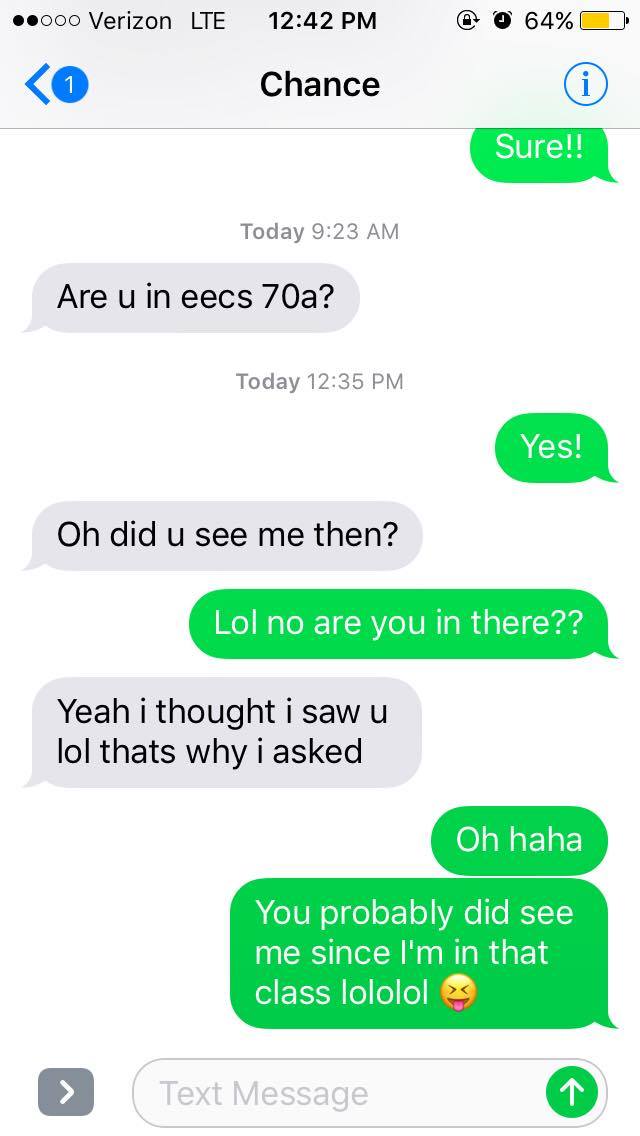 Verizon LTE 12:42 PM 64%
1 Chance i
Sure!!
Today 9:23 AM
Are u in eecs 70a?
Today 12:35 PM
Yes!
Oh did u see me then?
Lol no are you in there??
Yeah i thought i saw u
lol thats why i asked
Oh haha
You probably did see
me since I'm in that
class lololol 😝
Text Message